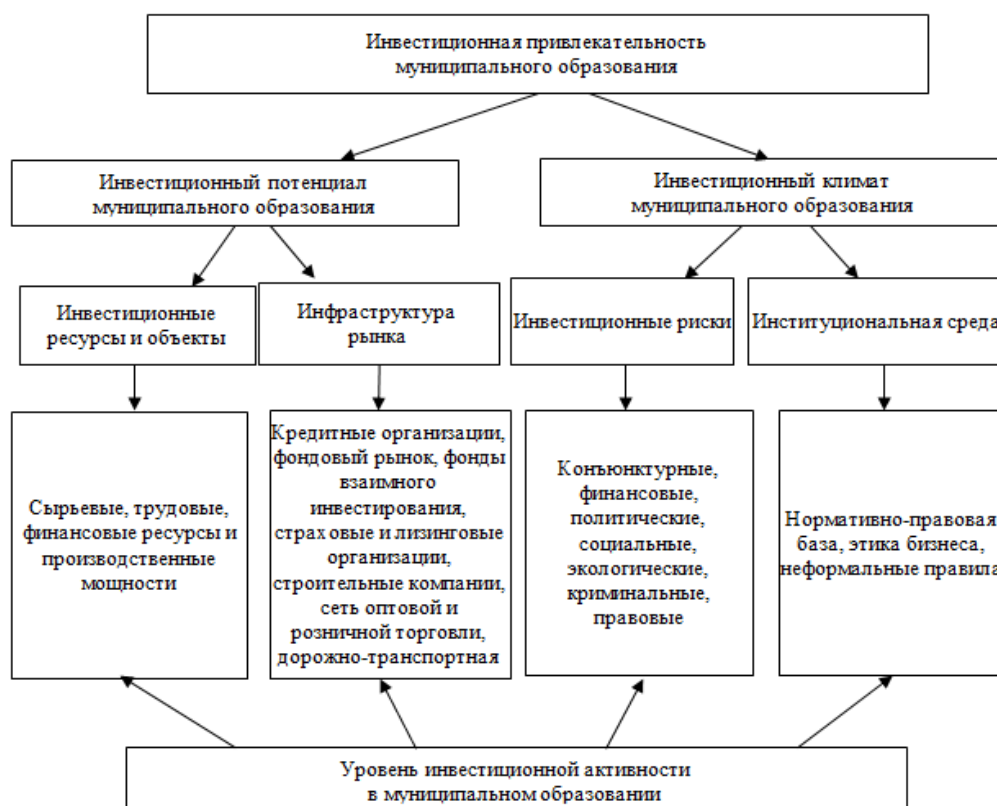 Инвестиционная привлекательность
муниципального образования
Инвестиционный потенциал
муниципального образования
Инвестиционный климат
муниципального образования
Инвестиционные
ресурсы и объекты
Инфраструктура
рынка
Инвестиционные риски
Институциональная среда
Сырьевые, трудовые,
финансовые ресурсы и
производственные
мощности
Кредитные организации,
фондовый рынок, фонды
взаимного
инвестирования,
страховые и лизинговые
организации,
строительные компании,
сеть оптовой и
розничной торговли,
дорожно-транспортная
Конъюнктурные,
финансовые,
политические,
социальные,
экологические,
криминальные,
правовые
Нормативно-правовая
база, этика бизнеса,
неформальные правила
Уровень инвестиционной активности
в муниципальном образовании